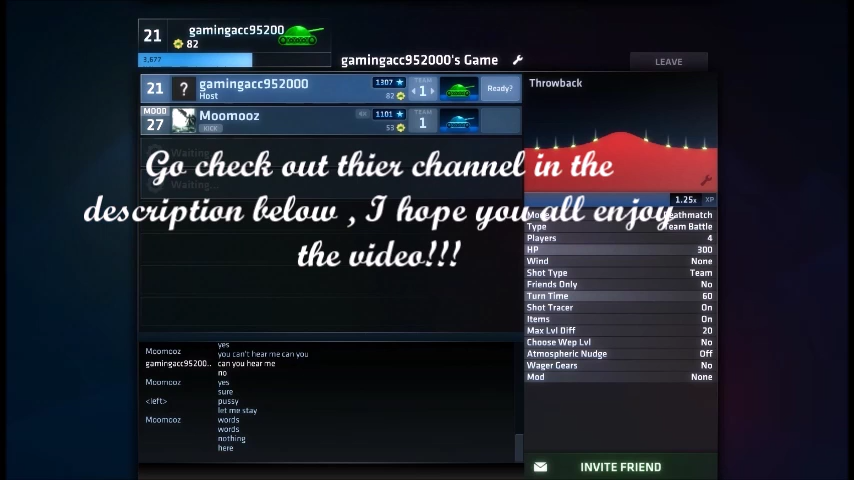 21
gamingacc95200
82
3,677
gamingacc952000's Game
LEAVE
21
?
gamingacc952000
Host
1307
82
TEAM
1
Ready?
MOOD
27
Moomooz
KICK
1101
53
TEAM
1
Waiting...
Waiting...
Go check out thier channel in the
description below , I hope you all enjoy
the video!!!
Throwback
1.25x XP
Mode Deathmatch
Type Team Battle
Players 4
HP 300
Wind None
Shot Type Team
Friends Only No
Turn Time 60
Shot Tracer On
Items On
Max Lvl Diff 20
Choose Wep Lvl No
Atmospheric Nudge Off
Wager Gears No
Mod None
yes
Moomooz you can't hear me can you
gamingacc95200.. can you hear me
no
Moomooz yes
sure
<left> pussy
let me stay
Moomooz words
words
nothing
here
INVITE FRIEND